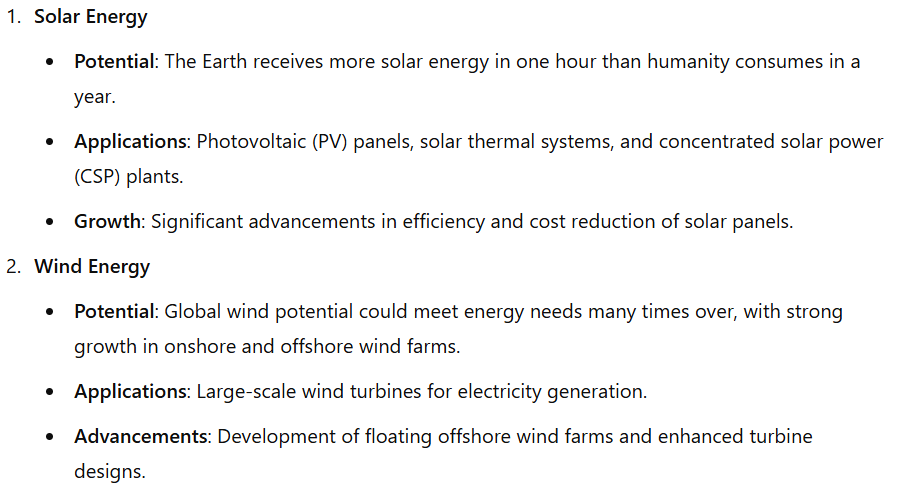 1. Solar Energy
• Potential: The Earth receives more solar energy in one hour than humanity consumes in a
year.
• Applications: Photovoltaic (PV) panels, solar thermal systems, and concentrated solar power
(CSP) plants.
• Growth: Significant advancements in efficiency and cost reduction of solar panels.
2. Wind Energy
• Potential: Global wind potential could meet energy needs many times over, with strong
growth in onshore and offshore wind farms.
• Applications: Large-scale wind turbines for electricity generation.
• Advancements: Development of floating offshore wind farms and enhanced turbine
designs.